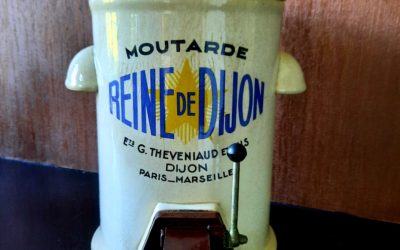 MOUTARDE
REINE DE DIJON
Ets G. THEVENIAUD
DIJON
PARIS_MARSEILLE